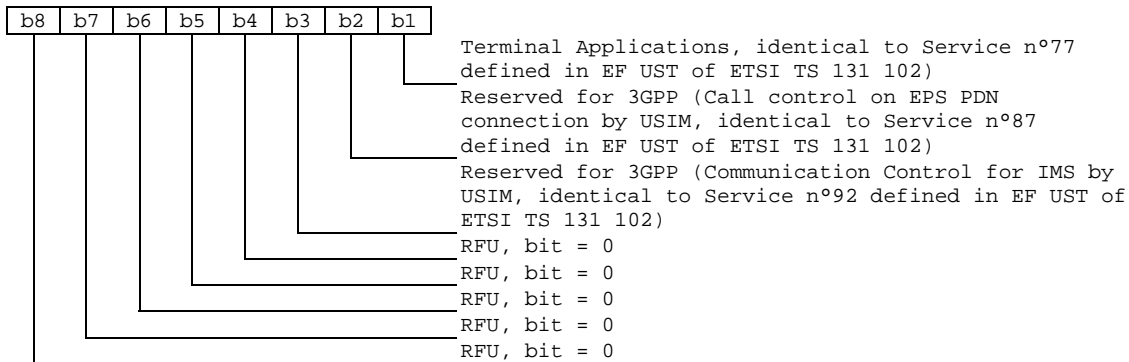 b8 b7 b6 b5 b4 b3 b2 b1
Terminal Applications, identical to Service n°77
defined in EF UST of ETSI TS 131 102)
Reserved for 3GPP (Call control on EPS PDN
connection by USIM, identical to Service n°87
defined in EF UST of ETSI TS 131 102)
Reserved for 3GPP (Communication Control for IMS by
USIM, identical to Service n°92 defined in EF UST of
ETSI TS 131 102)
RFU, bit = 0
RFU, bit = 0
RFU, bit = 0
RFU, bit = 0
RFU, bit = 0